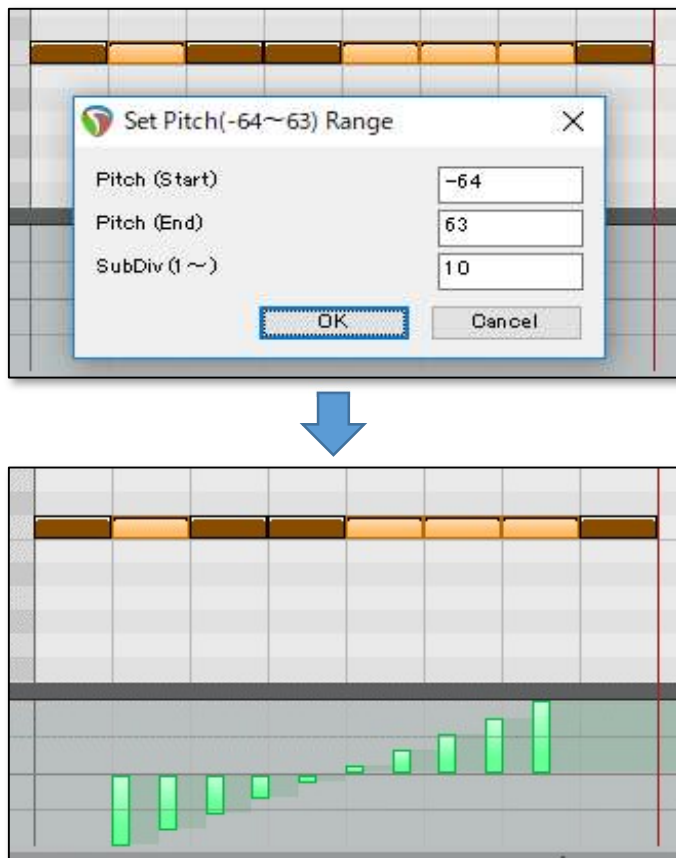 Set Pitch(-64～63) Range
Pitch (Start) -64
Pitch (End) 63
SubDiv (1～) 10
OK Cancel